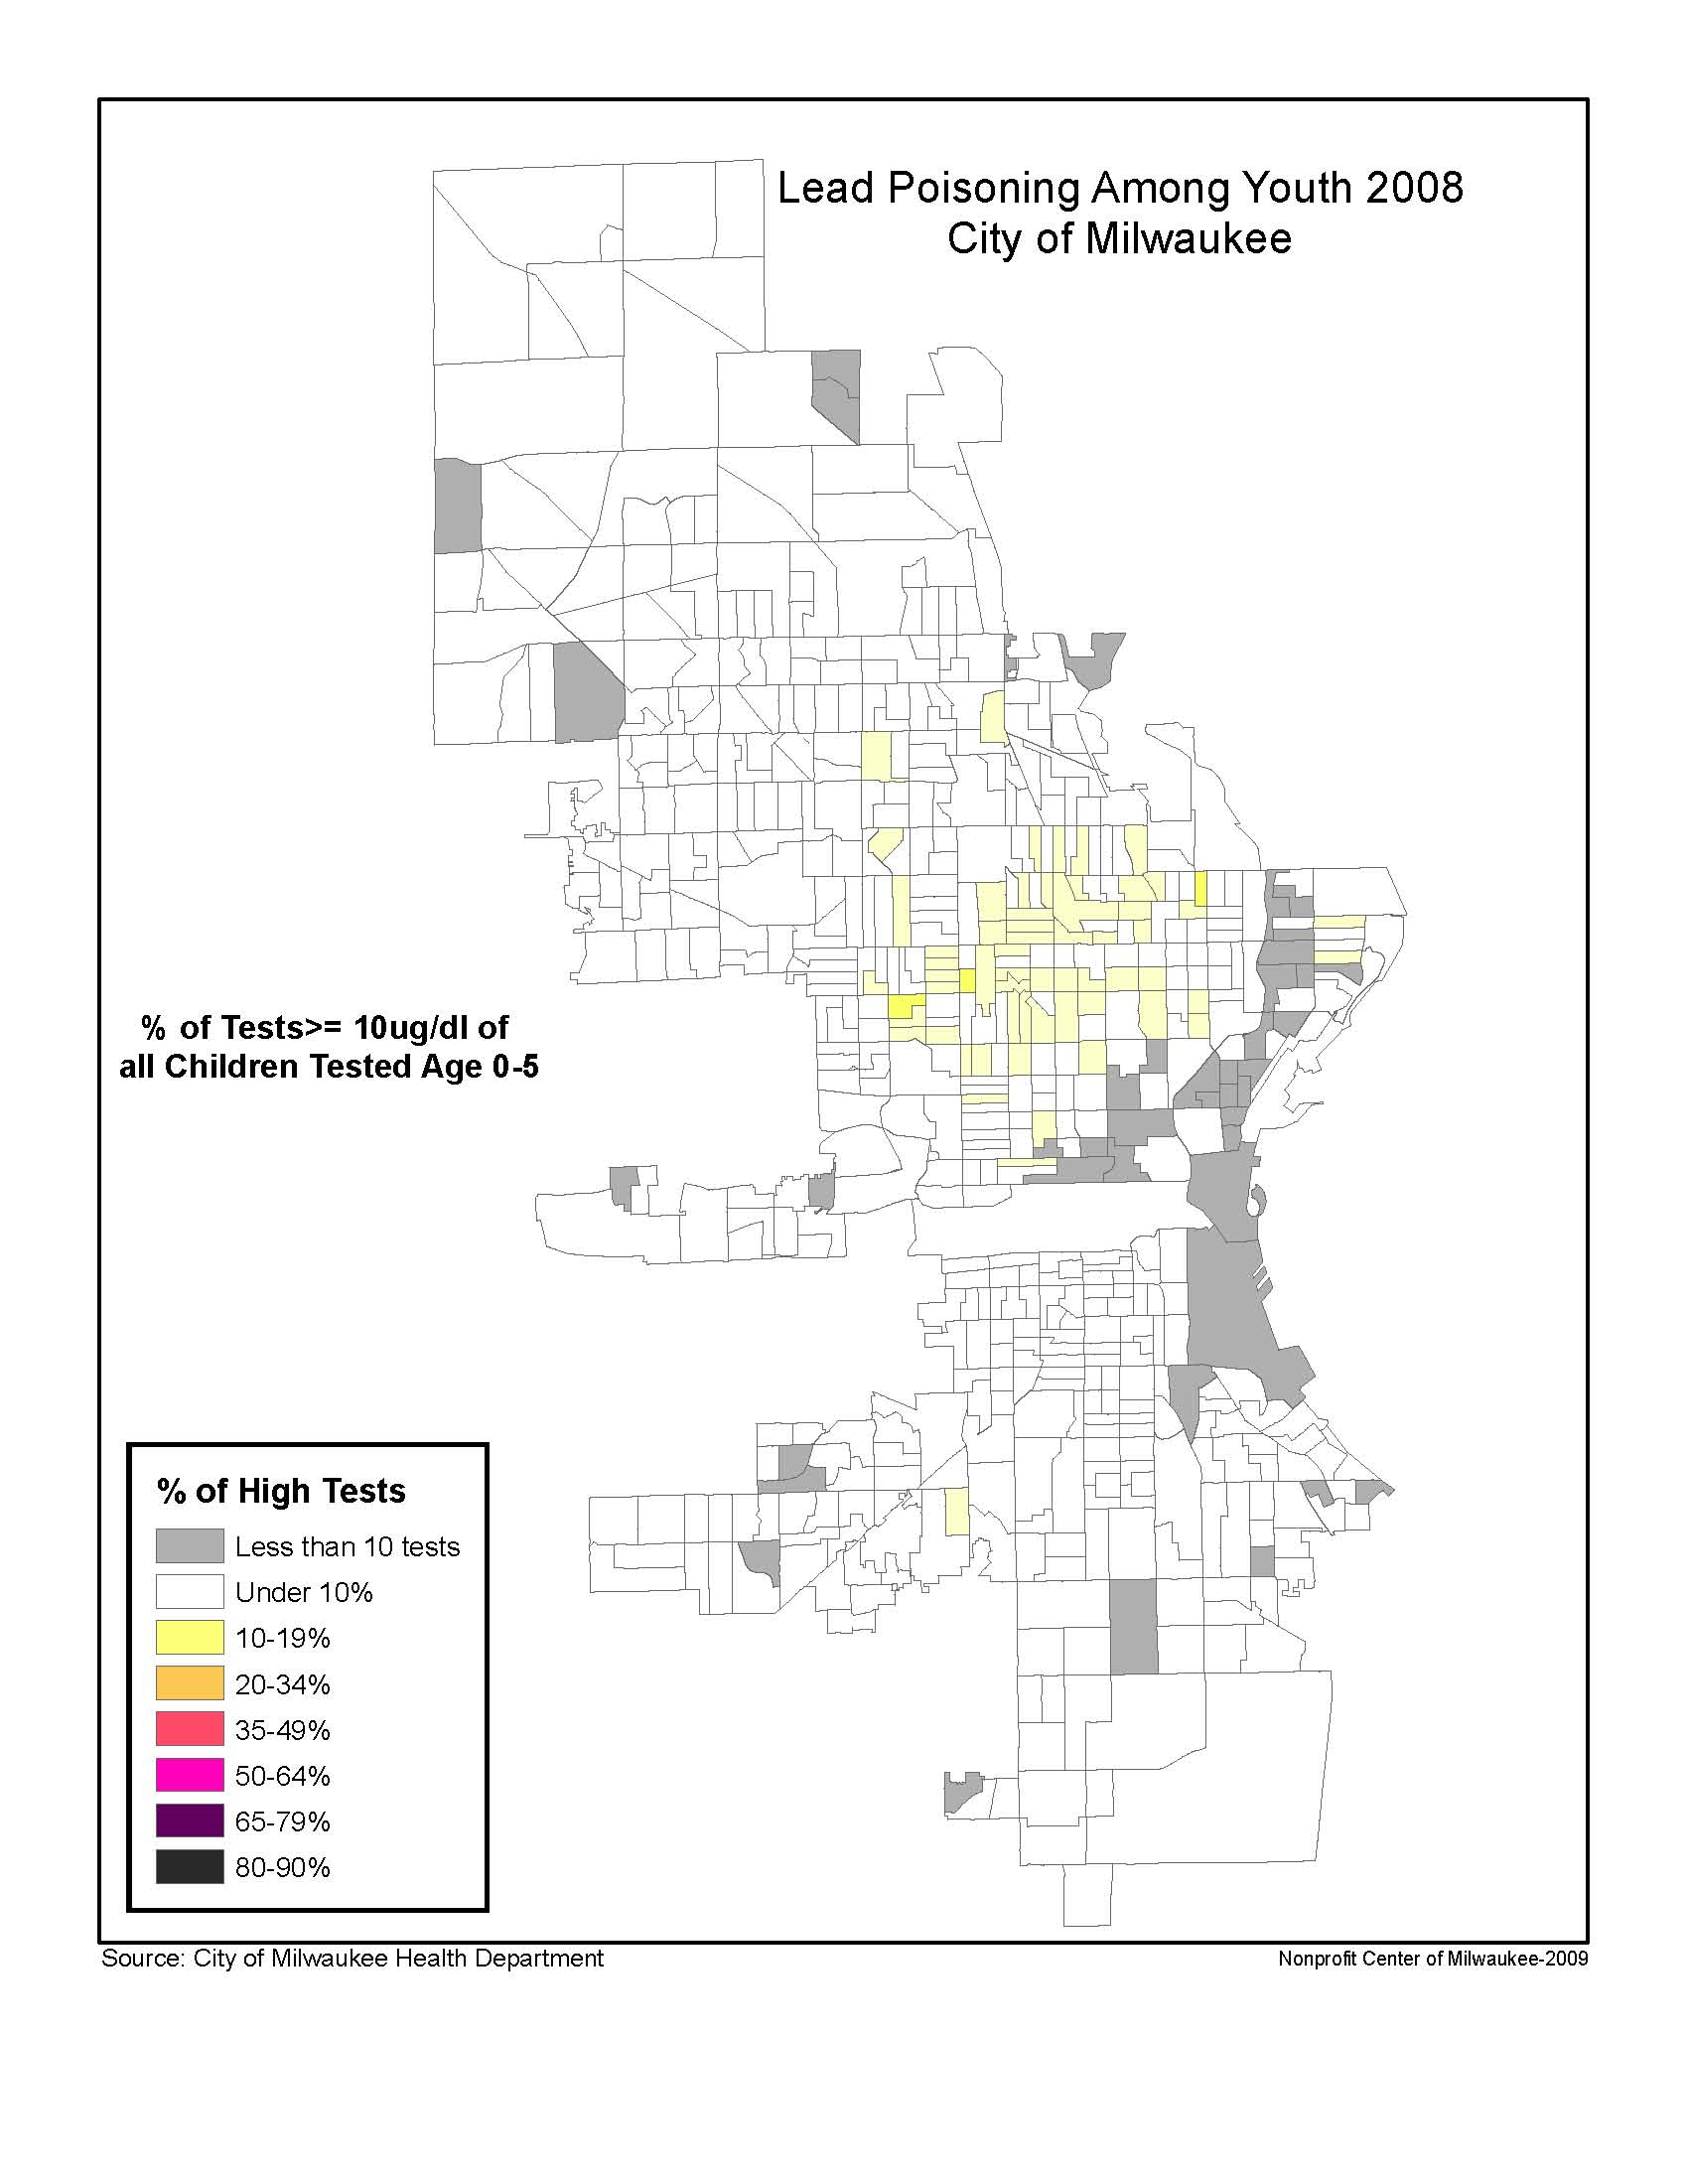 Lead Poisoning Among Youth 2008
City of Milwaukee
% of Tests>= 10ug/dl of
all Children Tested Age 0-5
% of High Tests
Less than 10 tests
Under 10%
10-19%
20-34%
35-49%
50-64%
65-79%
80-90%
Source: City of Milwaukee Health Department
Nonprofit Center of Milwaukee-2009